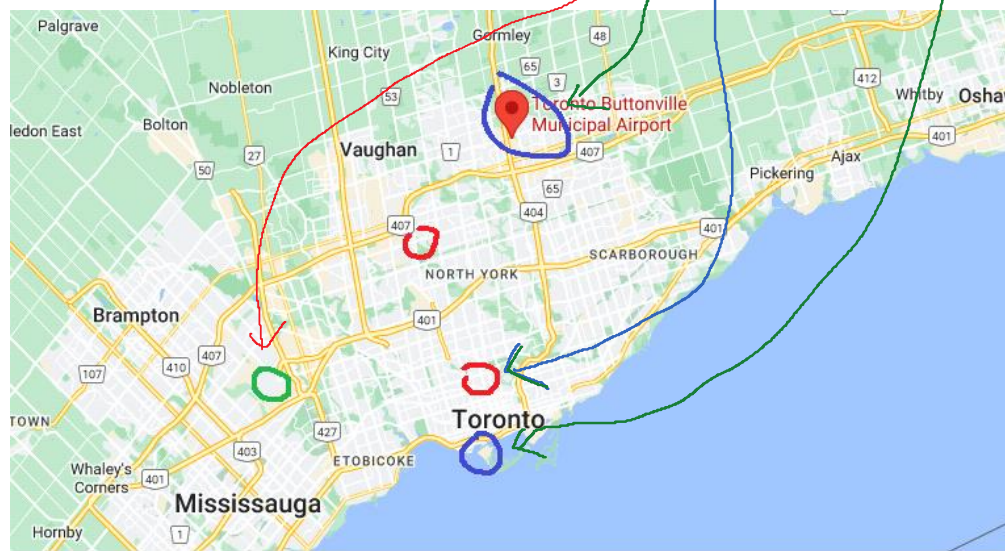 Palgrave
King City
Gormley
48
65
3
412
Nobleton
53
Toronto Buttonville
Municipal Airport
Whitby
Osha
ledon East
Bolton
Vaughan
1
407
401
27
50
Ajax
Pickering
65
404
407
401
SCARBOROUGH
NORTH YORK
Brampton
401
407
410
107
Toronto
TOWN
427
403
ETOBICOKE
Whaley's
Corners
401
Mississauga
Hornby
1